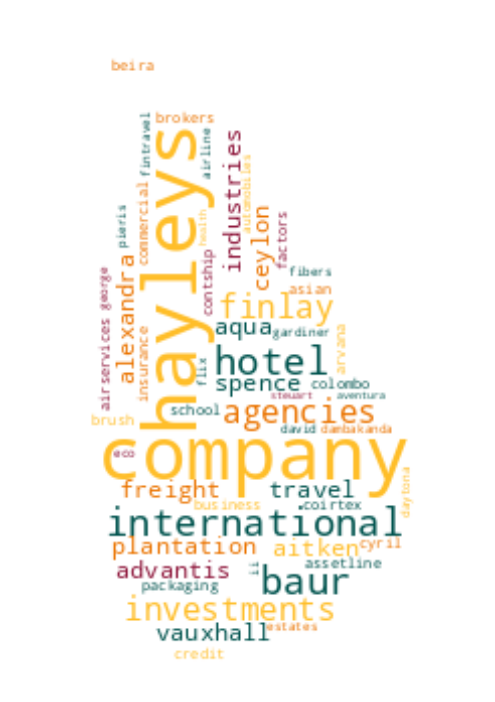 beira
brokers
fintravel
airline
hayleys
industries
automobiles
health
commercial
pieris
ceylon
factors
contship
alexandra
george
fibers
asian
finlay
airservices
aqua
gardiner
arvana
insurance
flix
hotel
spence
colombo
steuart
aventura
school
agencies
brush
david
dambakanda
company
eco
daytona
freight
travel
business
coirtex
international
plantation
aitken
cyril
assetline
advantis
ii
baur
packaging
investments
vauxhall
estates
credit